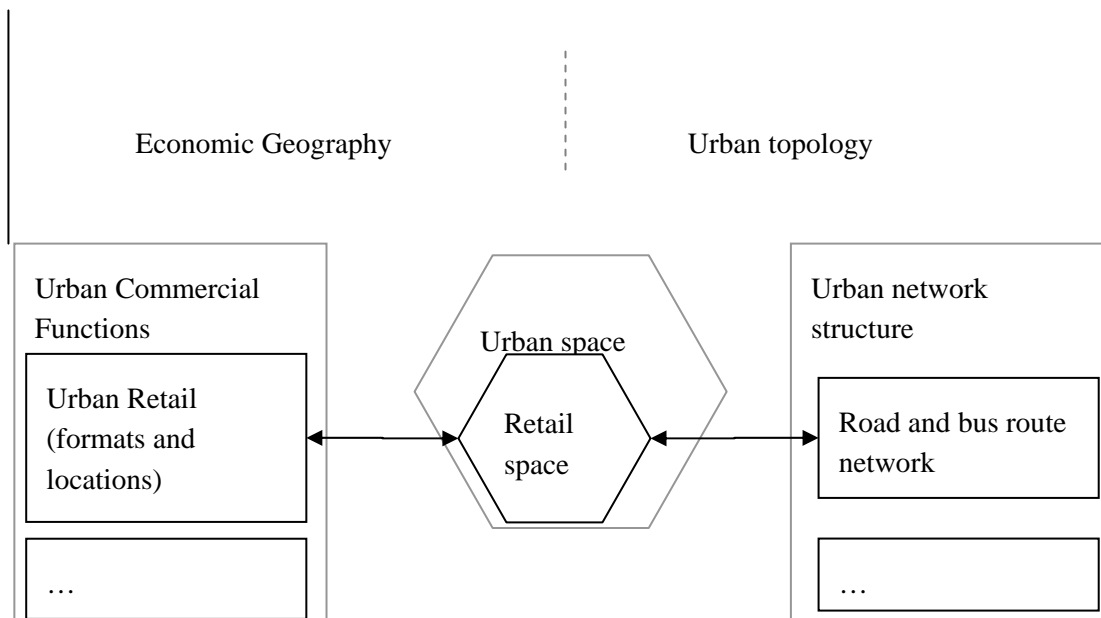 Economic Geography
Urban topology
Urban Commercial
Functions
Urban Retail
(formats and
locations)
…
Urban space
Retail
space
Urban network
structure
Road and bus route
network
…